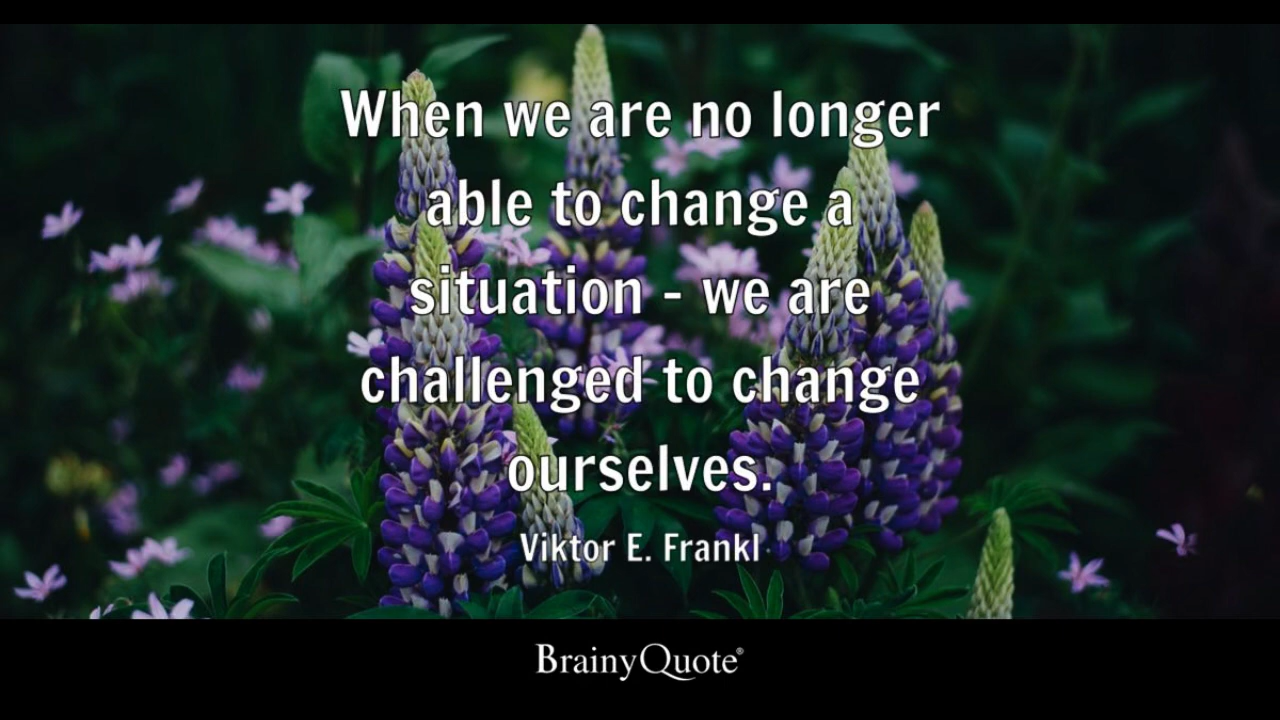 When we are no longer
able to change a
situation - we are
challenged to change
ourselves.
Viktor E. Frankl
BrainyQuote®